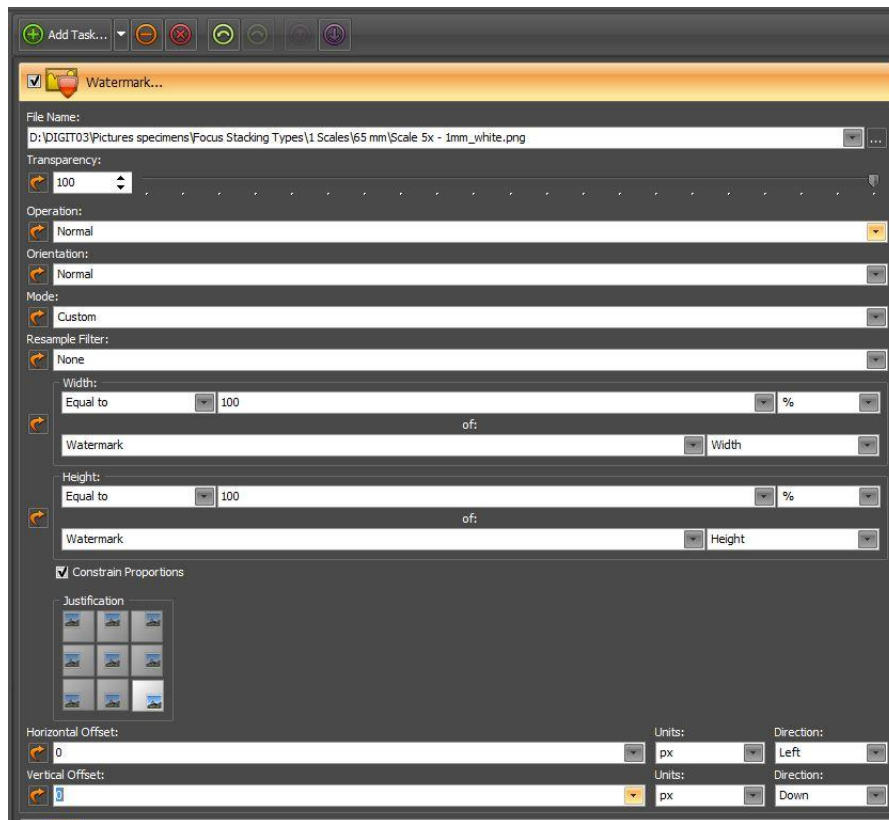 Add Task...
Watermark...
File Name:
D:\DIGIT03\Pictures specimens\Focus Stacking Types\1 Scales\65 mm\Scale 5x - 1mm_white.png
...
Transparency:
100
Operation:
Normal
Orientation:
Normal
Mode:
Custom
Resample Filter:
None
Width:
Equal to 100 %
of:
Watermark Width
Height:
Equal to 100 %
of:
Watermark Height
Constrain Proportions
Justification
Horizontal Offset: Units: Direction:
0 px Left
Vertical Offset: Units: Direction:
0 px Down